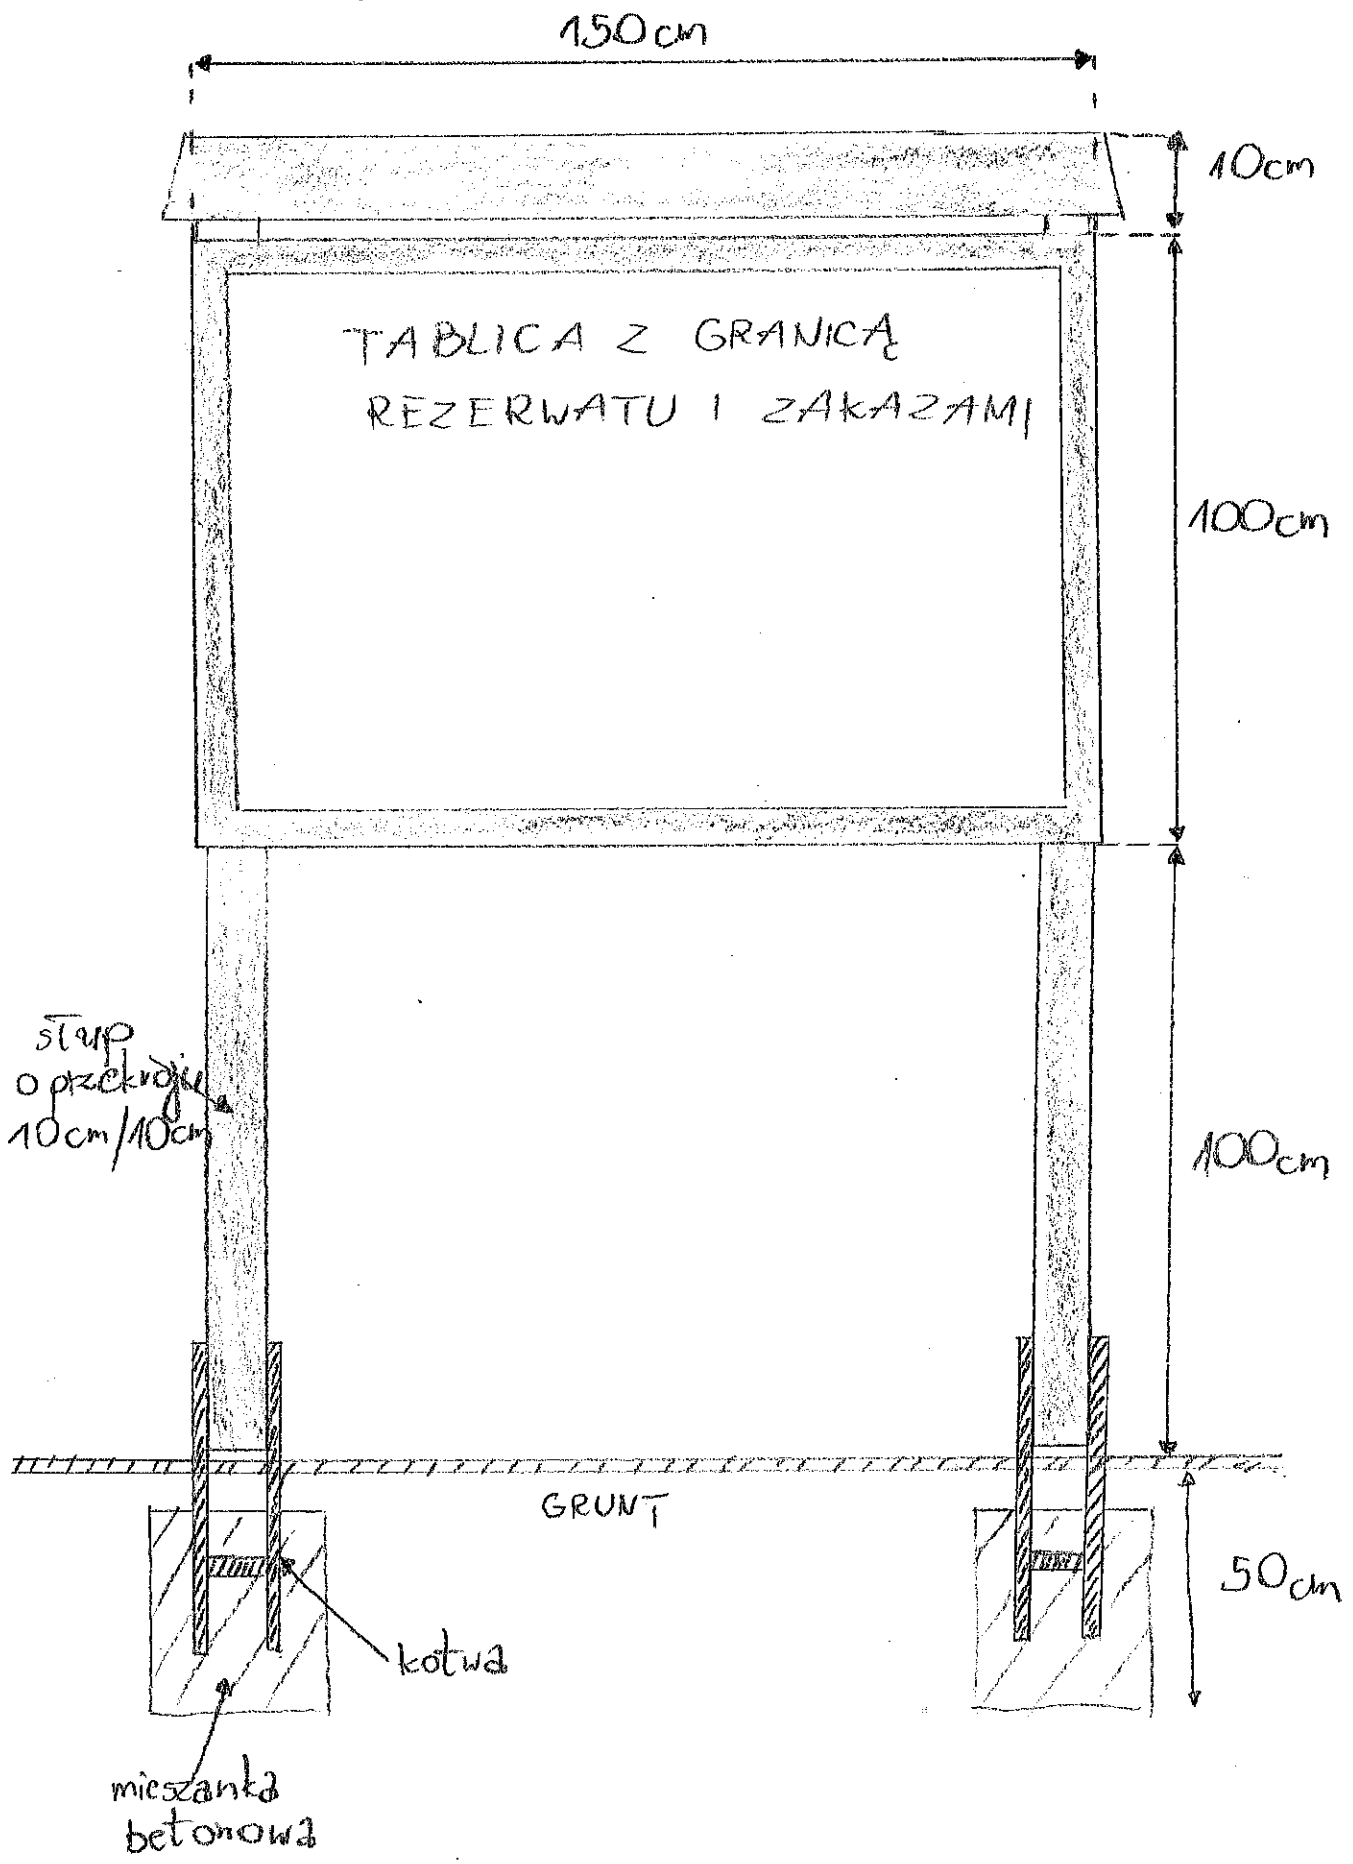 150cm
10cm
TABLICA Z GRANICĄ
REZERWATU I ZAKAZAMI
100cm
słup
o przekroju
10cm/10cm
100cm
GRUNT
50cm
kotwa
mieszanka
betonowa